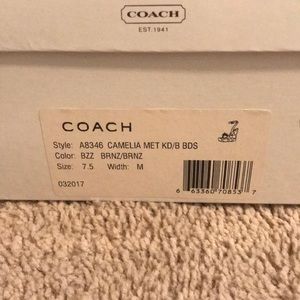 COACH
EST. 1941
COACH
Style: A8346 CAMELIA MET KD/B BDS
Color: BZZ BRNZ/BRNZ
Size: 7.5 Width: M
032017
6 63360 70853 7